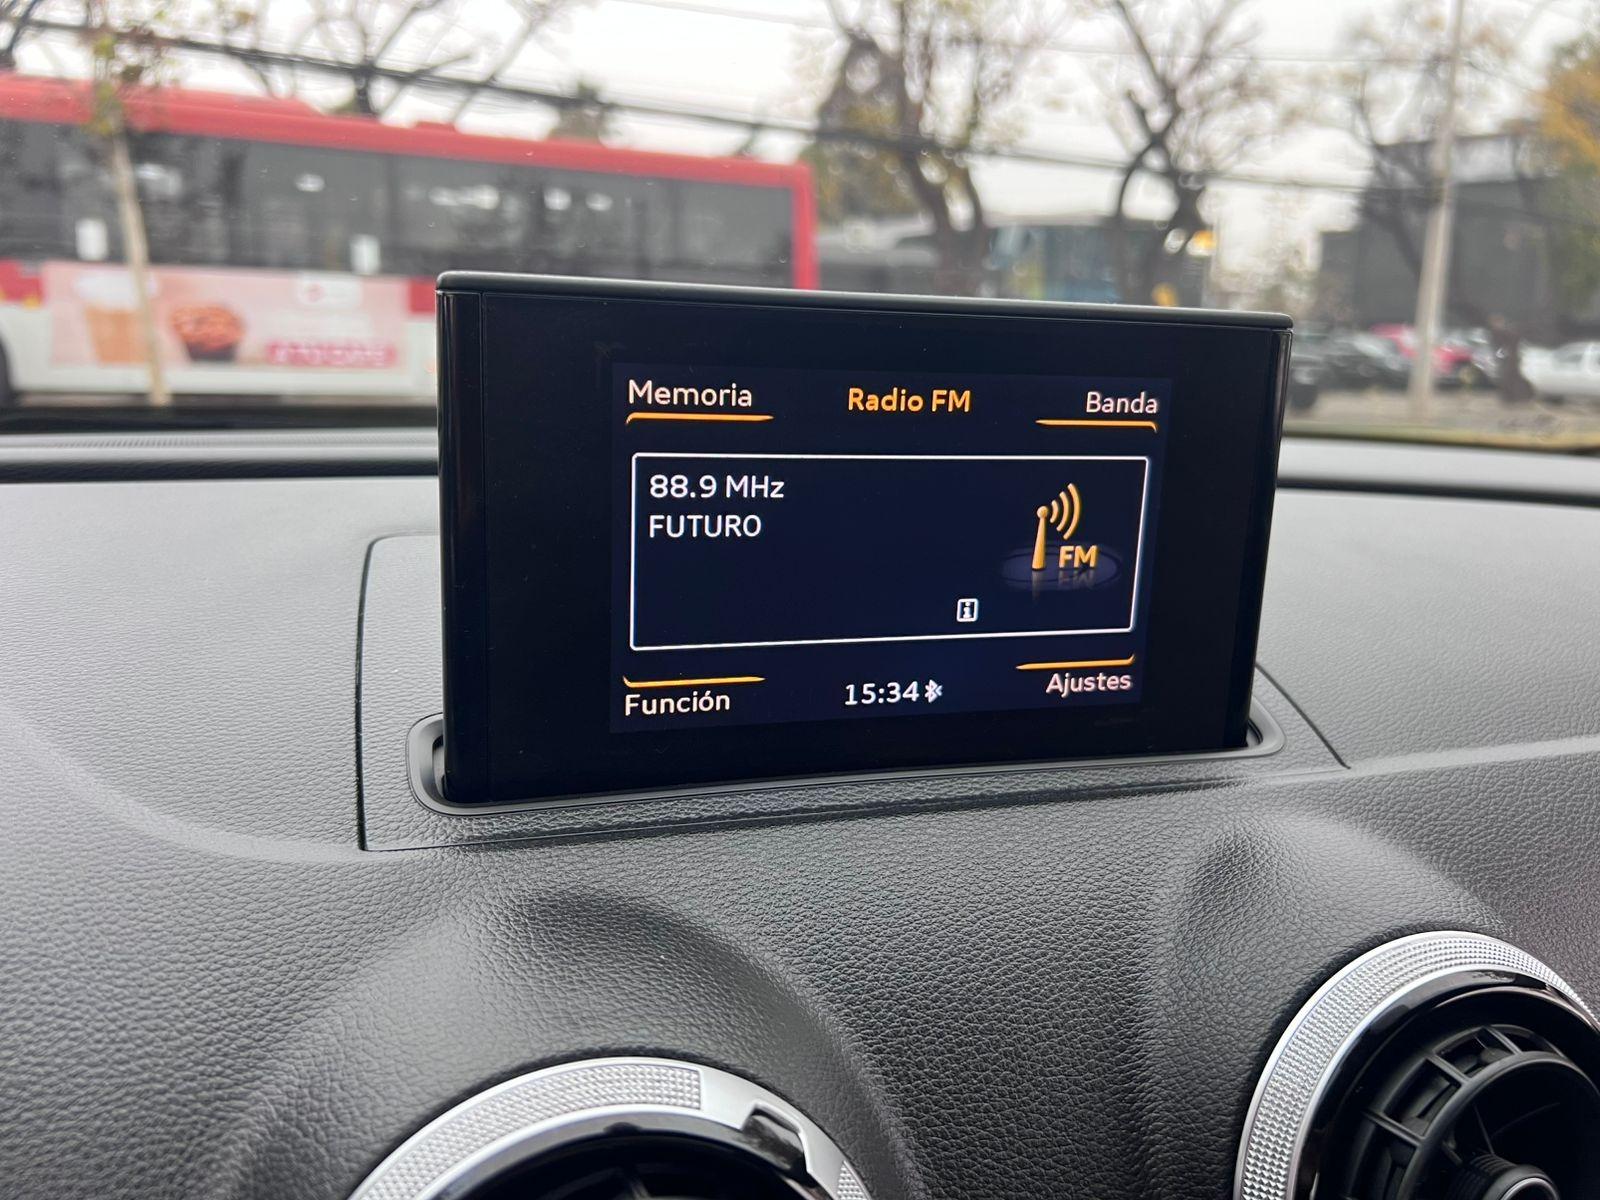 Memoria
Radio FM
Banda
88.9 MHz
FUTURO
FM
Función
15:34
Ajustes